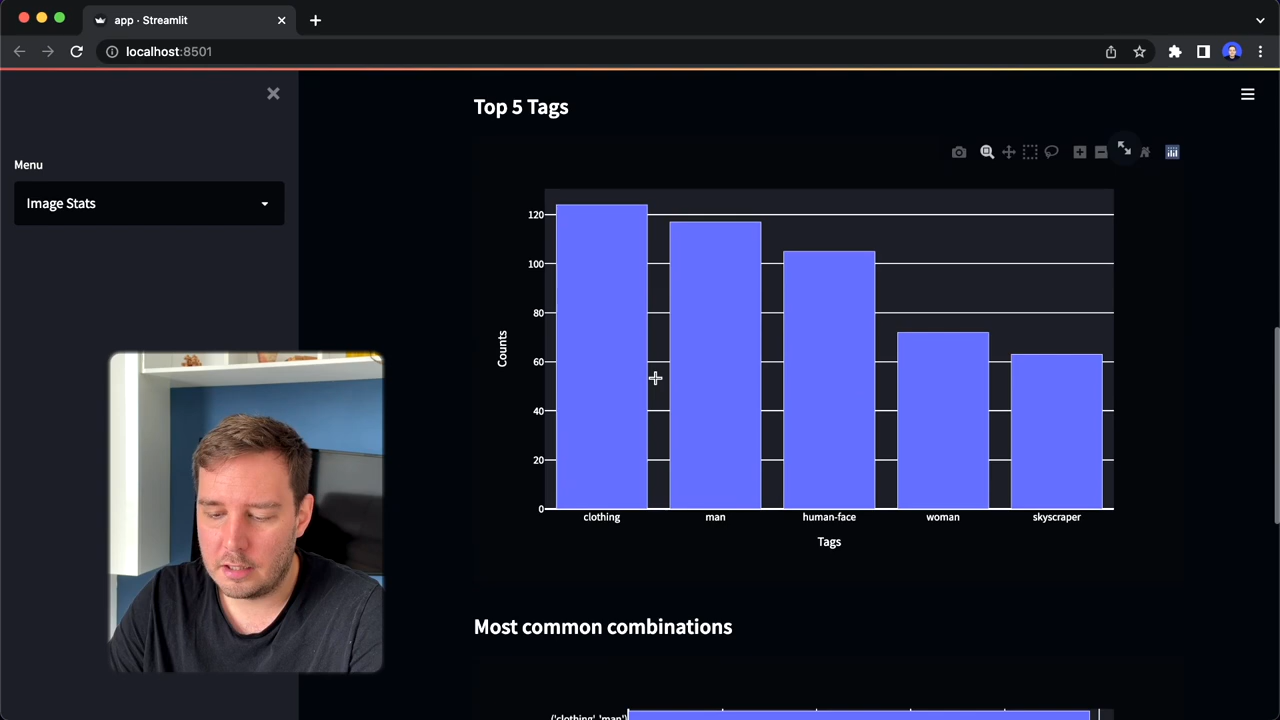 app · Streamlit
localhost:8501
Menu
Image Stats
Top 5 Tags
120
100
80
60
40
20
0
Counts
clothing man human-face woman skyscraper
Tags
Most common combinations
('clothing', 'man')